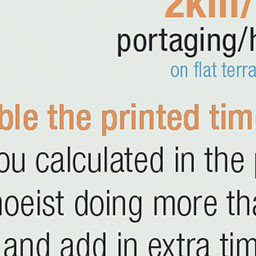 2km/
portaging/h
on flat terra
ble the printed tim
ou calculated in the p
noeist doing more tha
and add in extra tim